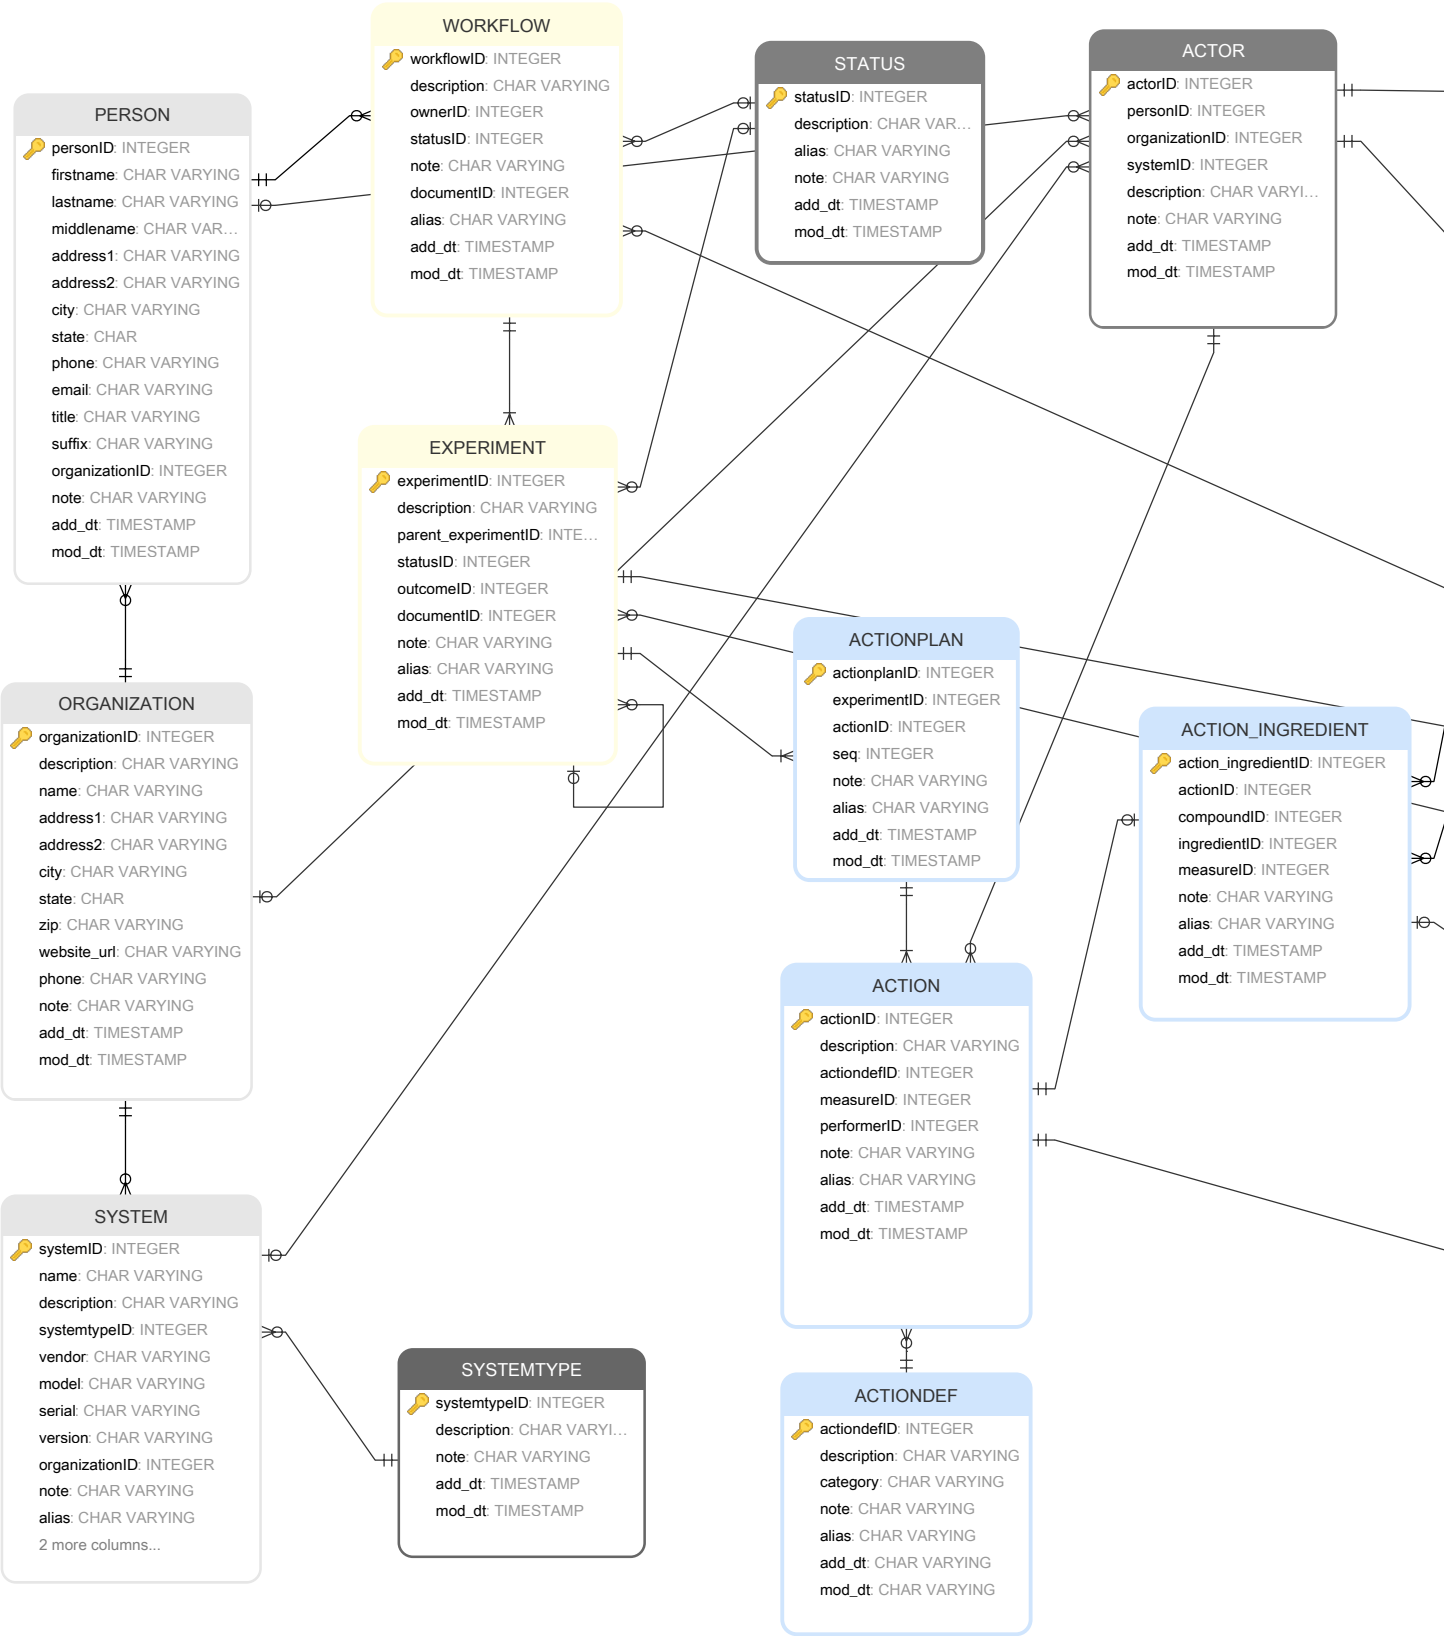 WORKFLOW
workflowID: INTEGER
description: CHAR VARYING
ownerID: INTEGER
statusID: INTEGER
note: CHAR VARYING
documentID: INTEGER
alias: CHAR VARYING
add_dt: TIMESTAMP
mod_dt: TIMESTAMP
STATUS
statusID: INTEGER
description: CHAR VAR...
alias: CHAR VARYING
note: CHAR VARYING
add_dt: TIMESTAMP
mod_dt: TIMESTAMP
ACTOR
actorID: INTEGER
personID: INTEGER
organizationID: INTEGER
systemID: INTEGER
description: CHAR VARYI...
note: CHAR VARYING
add_dt: TIMESTAMP
mod_dt: TIMESTAMP
PERSON
personID: INTEGER
firstname: CHAR VARYING
lastname: CHAR VARYING
middlename: CHAR VAR...
address1: CHAR VARYING
address2: CHAR VARYING
city: CHAR VARYING
state: CHAR
phone: CHAR VARYING
email: CHAR VARYING
title: CHAR VARYING
suffix: CHAR VARYING
organizationID: INTEGER
note: CHAR VARYING
add_dt: TIMESTAMP
mod_dt: TIMESTAMP
EXPERIMENT
experimentID: INTEGER
description: CHAR VARYING
parent_experimentID: INTE...
statusID: INTEGER
outcomeID: INTEGER
documentID: INTEGER
note: CHAR VARYING
alias: CHAR VARYING
add_dt: TIMESTAMP
mod_dt: TIMESTAMP
ACTIONPLAN
actionplanID: INTEGER
experimentID: INTEGER
actionID: INTEGER
seq: INTEGER
note: CHAR VARYING
alias: CHAR VARYING
add_dt: TIMESTAMP
mod_dt: TIMESTAMP
ACTION_INGREDIENT
action_ingredientID: INTEGER
actionID: INTEGER
compoundID: INTEGER
ingredientID: INTEGER
measureID: INTEGER
note: CHAR VARYING
alias: CHAR VARYING
add_dt: TIMESTAMP
mod_dt: TIMESTAMP
ORGANIZATION
organizationID: INTEGER
description: CHAR VARYING
name: CHAR VARYING
address1: CHAR VARYING
address2: CHAR VARYING
city: CHAR VARYING
state: CHAR
zip: CHAR VARYING
website_url: CHAR VARYING
phone: CHAR VARYING
note: CHAR VARYING
add_dt: TIMESTAMP
mod_dt: TIMESTAMP
ACTION
actionID: INTEGER
description: CHAR VARYING
actiondefID: INTEGER
measureID: INTEGER
performerID: INTEGER
note: CHAR VARYING
alias: CHAR VARYING
add_dt: TIMESTAMP
mod_dt: TIMESTAMP
SYSTEM
systemID: INTEGER
name: CHAR VARYING
description: CHAR VARYING
systemtypeID: INTEGER
vendor: CHAR VARYING
model: CHAR VARYING
serial: CHAR VARYING
version: CHAR VARYING
organizationID: INTEGER
note: CHAR VARYING
alias: CHAR VARYING
2 more columns...
SYSTEMTYPE
systemtypeID: INTEGER
description: CHAR VARYI...
note: CHAR VARYING
add_dt: TIMESTAMP
mod_dt: TIMESTAMP
ACTIONDEF
actiondefID: INTEGER
description: CHAR VARYING
category: CHAR VARYING
note: CHAR VARYING
alias: CHAR VARYING
add_dt: CHAR VARYING
mod_dt: CHAR VARYING